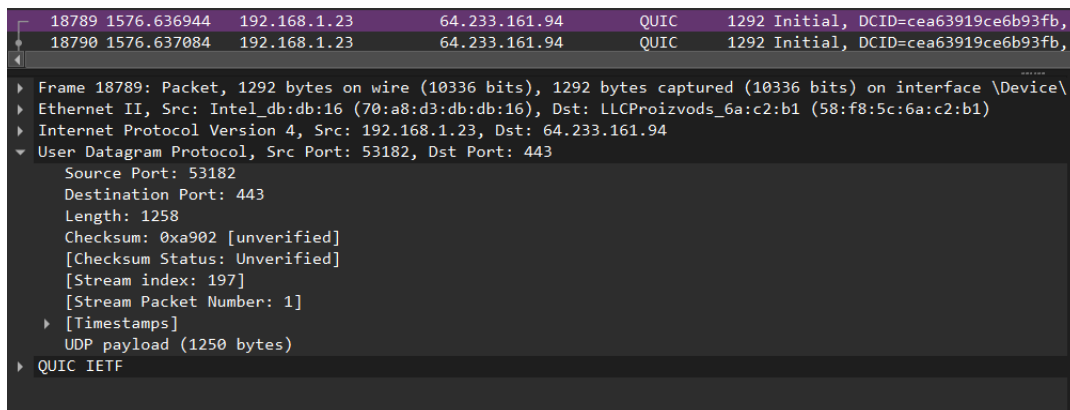 18789 1576.636944 192.168.1.23 64.233.161.94 QUIC 1292 Initial, DCID=cea63919ce6b93fb,
18790 1576.637084 192.168.1.23 64.233.161.94 QUIC 1292 Initial, DCID=cea63919ce6b93fb,
Frame 18789: Packet, 1292 bytes on wire (10336 bits), 1292 bytes captured (10336 bits) on interface \Device\
Ethernet II, Src: Intel_db:db:16 (70:a8:d3:db:db:16), Dst: LLCProizvods_6a:c2:b1 (58:f8:5c:6a:c2:b1)
Internet Protocol Version 4, Src: 192.168.1.23, Dst: 64.233.161.94
User Datagram Protocol, Src Port: 53182, Dst Port: 443
Source Port: 53182
Destination Port: 443
Length: 1258
Checksum: 0xa902 [unverified]
[Checksum Status: Unverified]
[Stream index: 197]
[Stream Packet Number: 1]
[Timestamps]
UDP payload (1250 bytes)
QUIC IETF